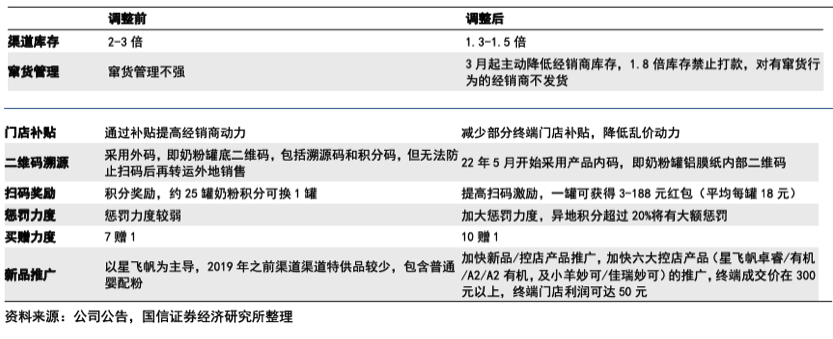 调整前 调整后
渠道库存 2-3 倍 1.3-1.5 倍
窜货管理 窜货管理不强 3 月起主动降低经销商库存，1.8 倍库存禁止打款，对有窜货行
为的经销商不发货
门店补贴 通过补贴提高经销商动力 减少部分终端门店补贴，降低乱价动力
二维码溯源 采用外码，即奶粉罐底二维码，包括溯源码和积分码，但无法防
止扫码后再转运外地销售 22 年 5 月开始采用产品内码，即奶粉罐铝膜纸内部二维码
扫码奖励 积分奖励，约 25 罐奶粉积分可换 1 罐 提高扫码激励，一罐可获得 3-188 元红包（平均每罐 18 元）
惩罚力度 惩罚力度较弱 加大惩罚力度，异地积分超过 20%将有大额惩罚
买赠力度 7 赠 1 10 赠 1
新品推广 以星飞帆为主导，2019 年之前渠道渠道特供品较少，包含普通
婴配粉 加快新品/控店产品推广，加快六大控店产品（星飞帆卓睿/有机
/A2/A2 有机，及小羊妙可/佳瑞妙可）的推广，终端成交价在 300
元以上，终端门店利润可达 50 元
资料来源：公司公告，国信证券经济研究所整理